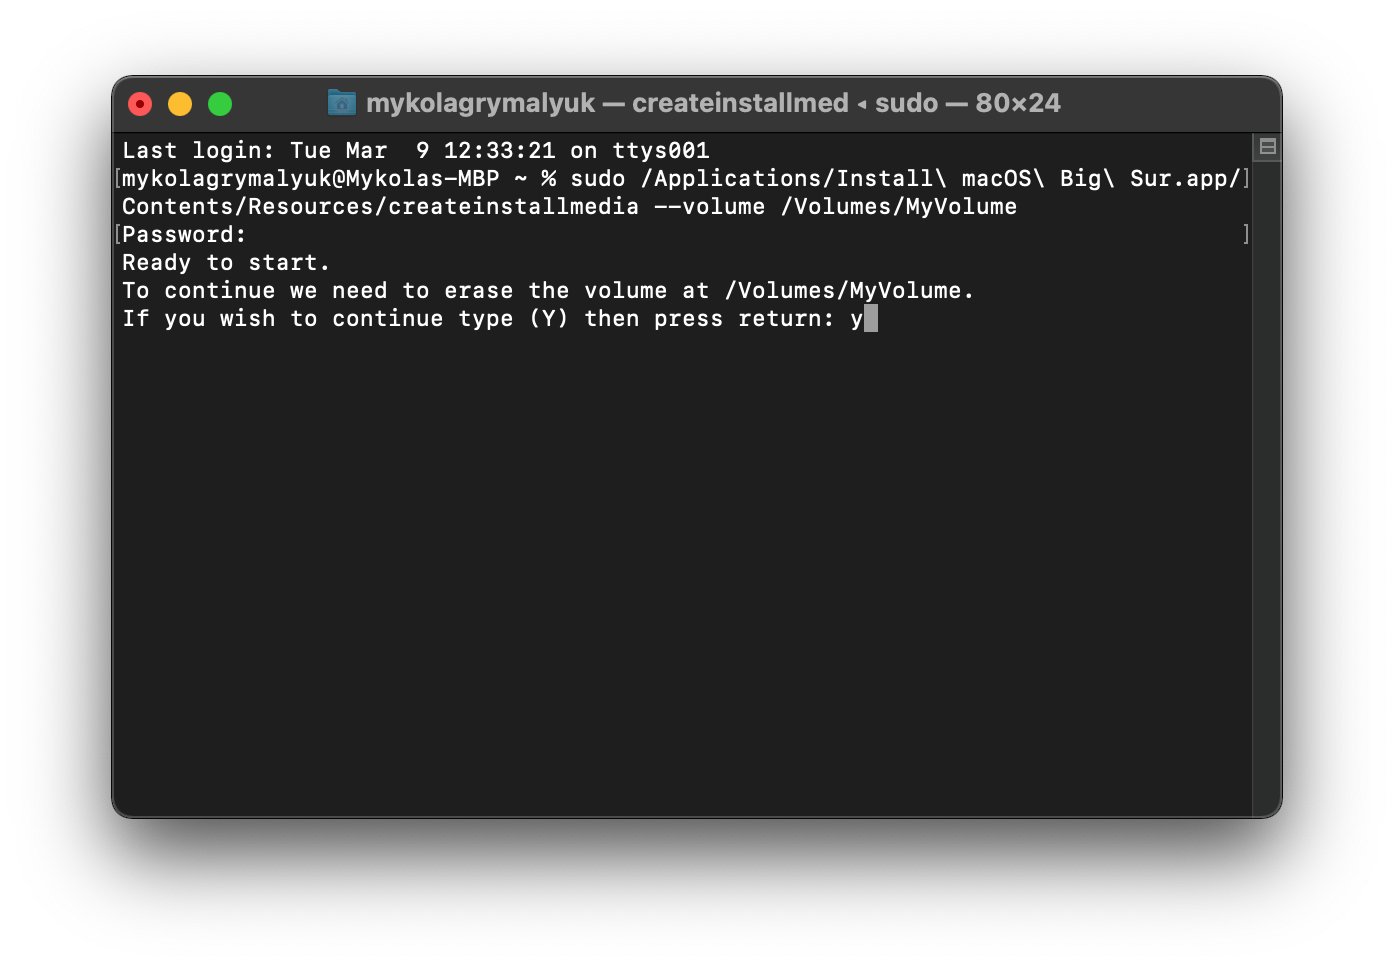 mykolagrymalyuk — createinstallmed ◂ sudo — 80×24
Last login: Tue Mar  9 12:33:21 on ttys001
[mykolagrymalyuk@Mykolas-MBP ~ % sudo /Applications/Install\ macOS\ Big\ Sur.app/]
Contents/Resources/createinstallmedia --volume /Volumes/MyVolume
[Password:]
Ready to start.
To continue we need to erase the volume at /Volumes/MyVolume.
If you wish to continue type (Y) then press return: y